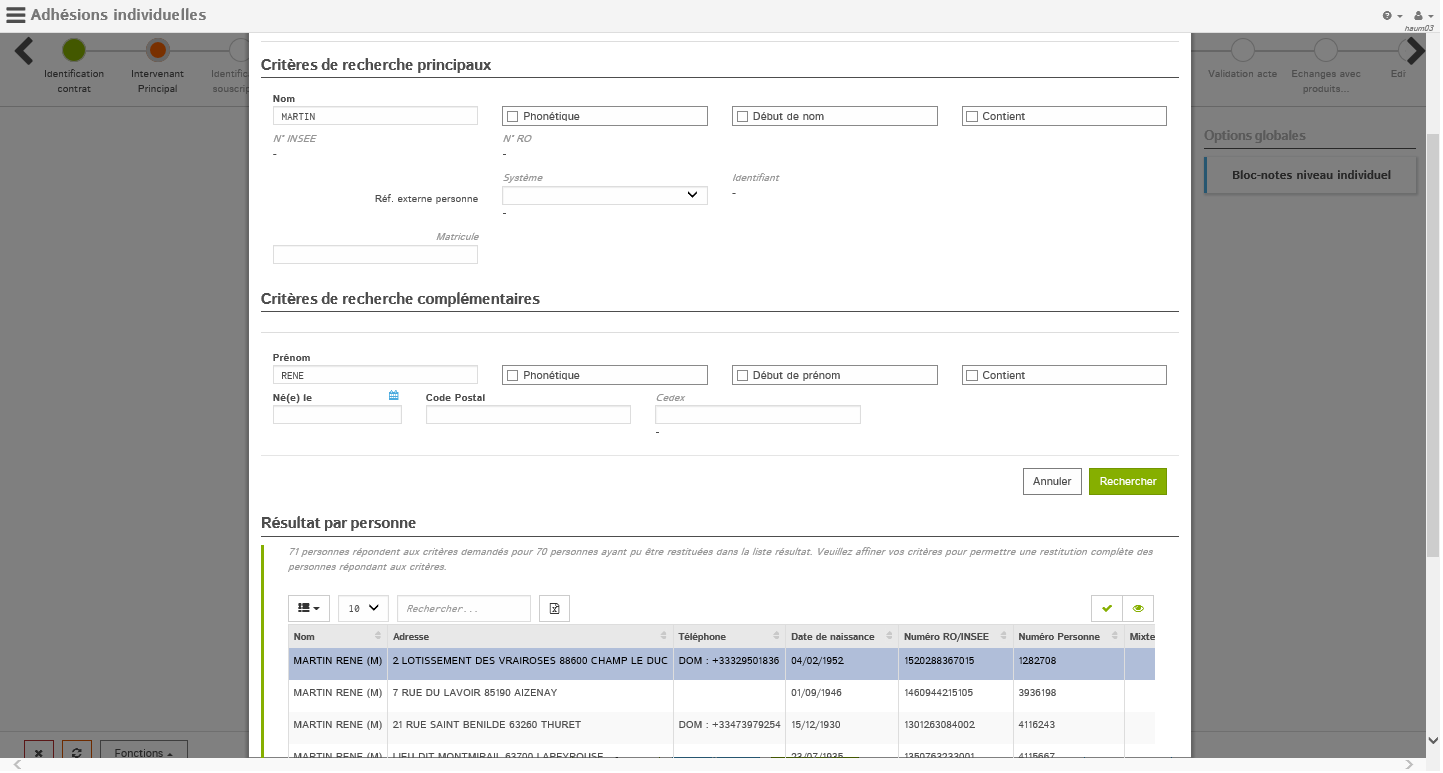 Adhésions individuelles
haum03
Identification contrat
Intervenant Principal
Validation acte
Echanges avec produits...
Critères de recherche principaux
Nom
MARTIN
Phonétique
Début de nom
Contient
N° INSEE
N° RO
-
-
Système
Identifiant
Réf. externe personne
-
-
Matricule
Options globales
Bloc-notes niveau individuel
Critères de recherche complémentaires
Prénom
RENE
Phonétique
Début de prénom
Contient
Né(e) le
Code Postal
Cedex
-
Annuler
Rechercher
Résultat par personne
71 personnes répondent aux critères demandés pour 70 personnes ayant pu être restituées dans la liste résultat. Veuillez affiner vos critères pour permettre une restitution complète des
personnes répondant aux critères.
10
Rechercher...
Nom Adresse Téléphone Date de naissance Numéro RO/INSEE Numéro Personne Mixte
MARTIN RENE (M) 2 LOTISSEMENT DES VRAIROSES 88600 CHAMP LE DUC DOM : +33329501836 04/02/1952 1520288367015 1282708
MARTIN RENE (M) 7 RUE DU LAVOIR 85190 AIZENAY 01/09/1946 1460944215105 3936198
MARTIN RENE (M) 21 RUE SAINT BENILDE 63260 THURET DOM : +33473979254 15/12/1930 1301263084002 4116243
MARTIN RENE (M) LIEU DIT MONTMIRAIL 63700 LAPEYROUSE 23/07/1935 1350763233001 4115667
Fonctions